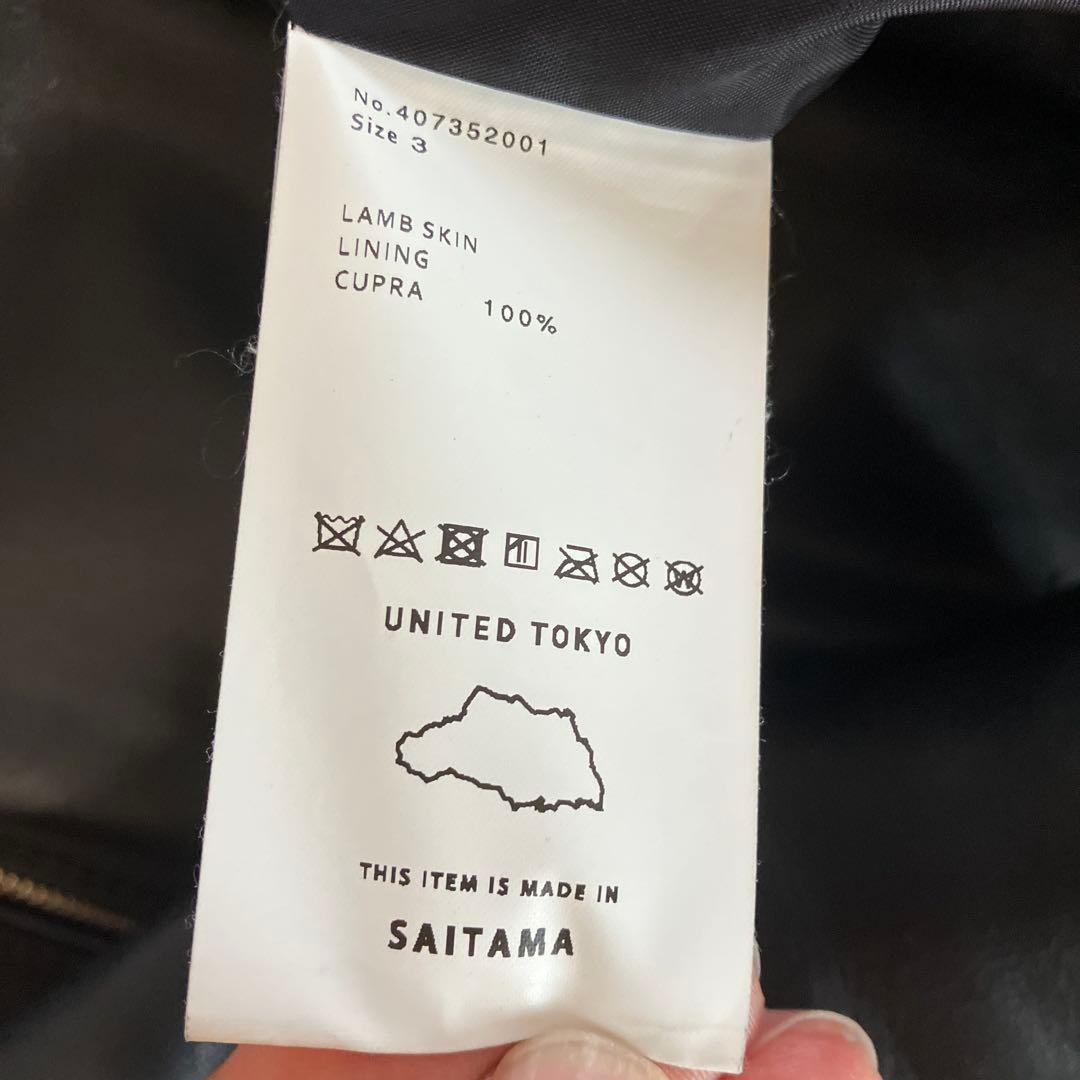 No.407352001
Size 3
LAMB SKIN
LINING
CUPRA 100%
UNITED TOKYO
THIS ITEM IS MADE IN
SAITAMA